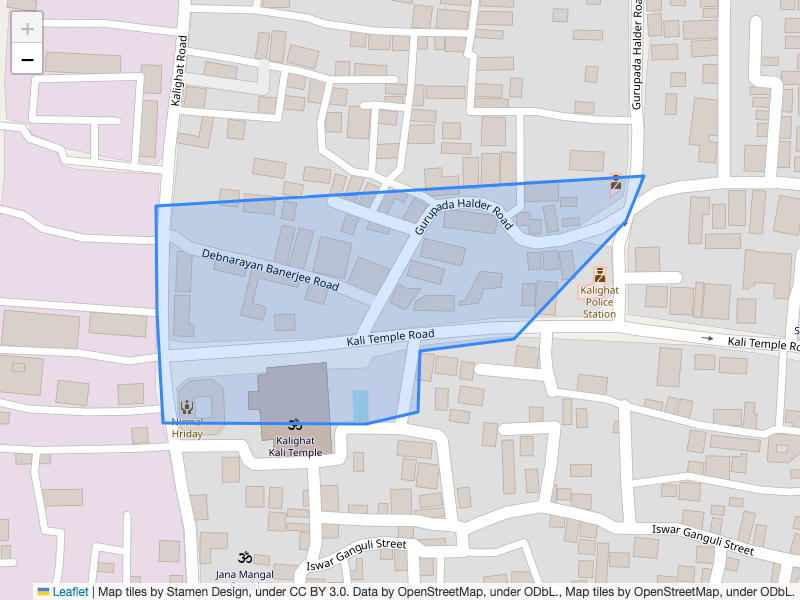 +
−
Kalighat Road
Gurupada Halder Roa
Debnarayan Banerjee Road
Gurupada Halder Road
Kalighat
Police
Station
Kali Temple Road
Kali Temple Ro
S
Nirmal
Hriday
Kalighat
Kali Temple
Iswar Ganguli Street
Iswar Ganguli Street
Jana Mangal
Leaflet | Map tiles by Stamen Design, under CC BY 3.0. Data by OpenStreetMap, under ODbL., Map tiles by OpenStreetMap, under ODbL.